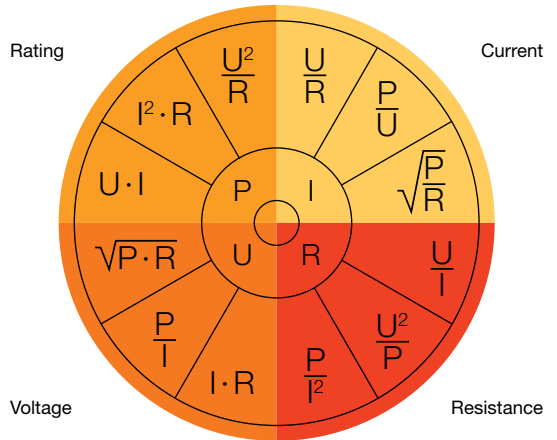 Rating
Current
U²/R
U/R
I²·R
P/U
U·I
√(P/R)
P
I
U
R
√(P·R)
U/I
P/I
U²/P
I·R
P/I²
Voltage
Resistance